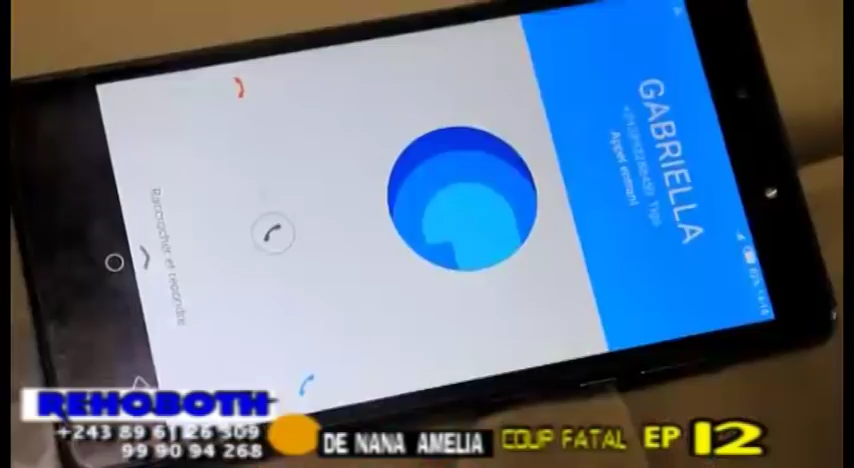 GABRIELLA
Appel entrant
Raccrocher et répondre
REHOBOTH
+243 89 61 26 509
99 90 94 268
DE NANA AMELIA
COUP FATAL EP 12